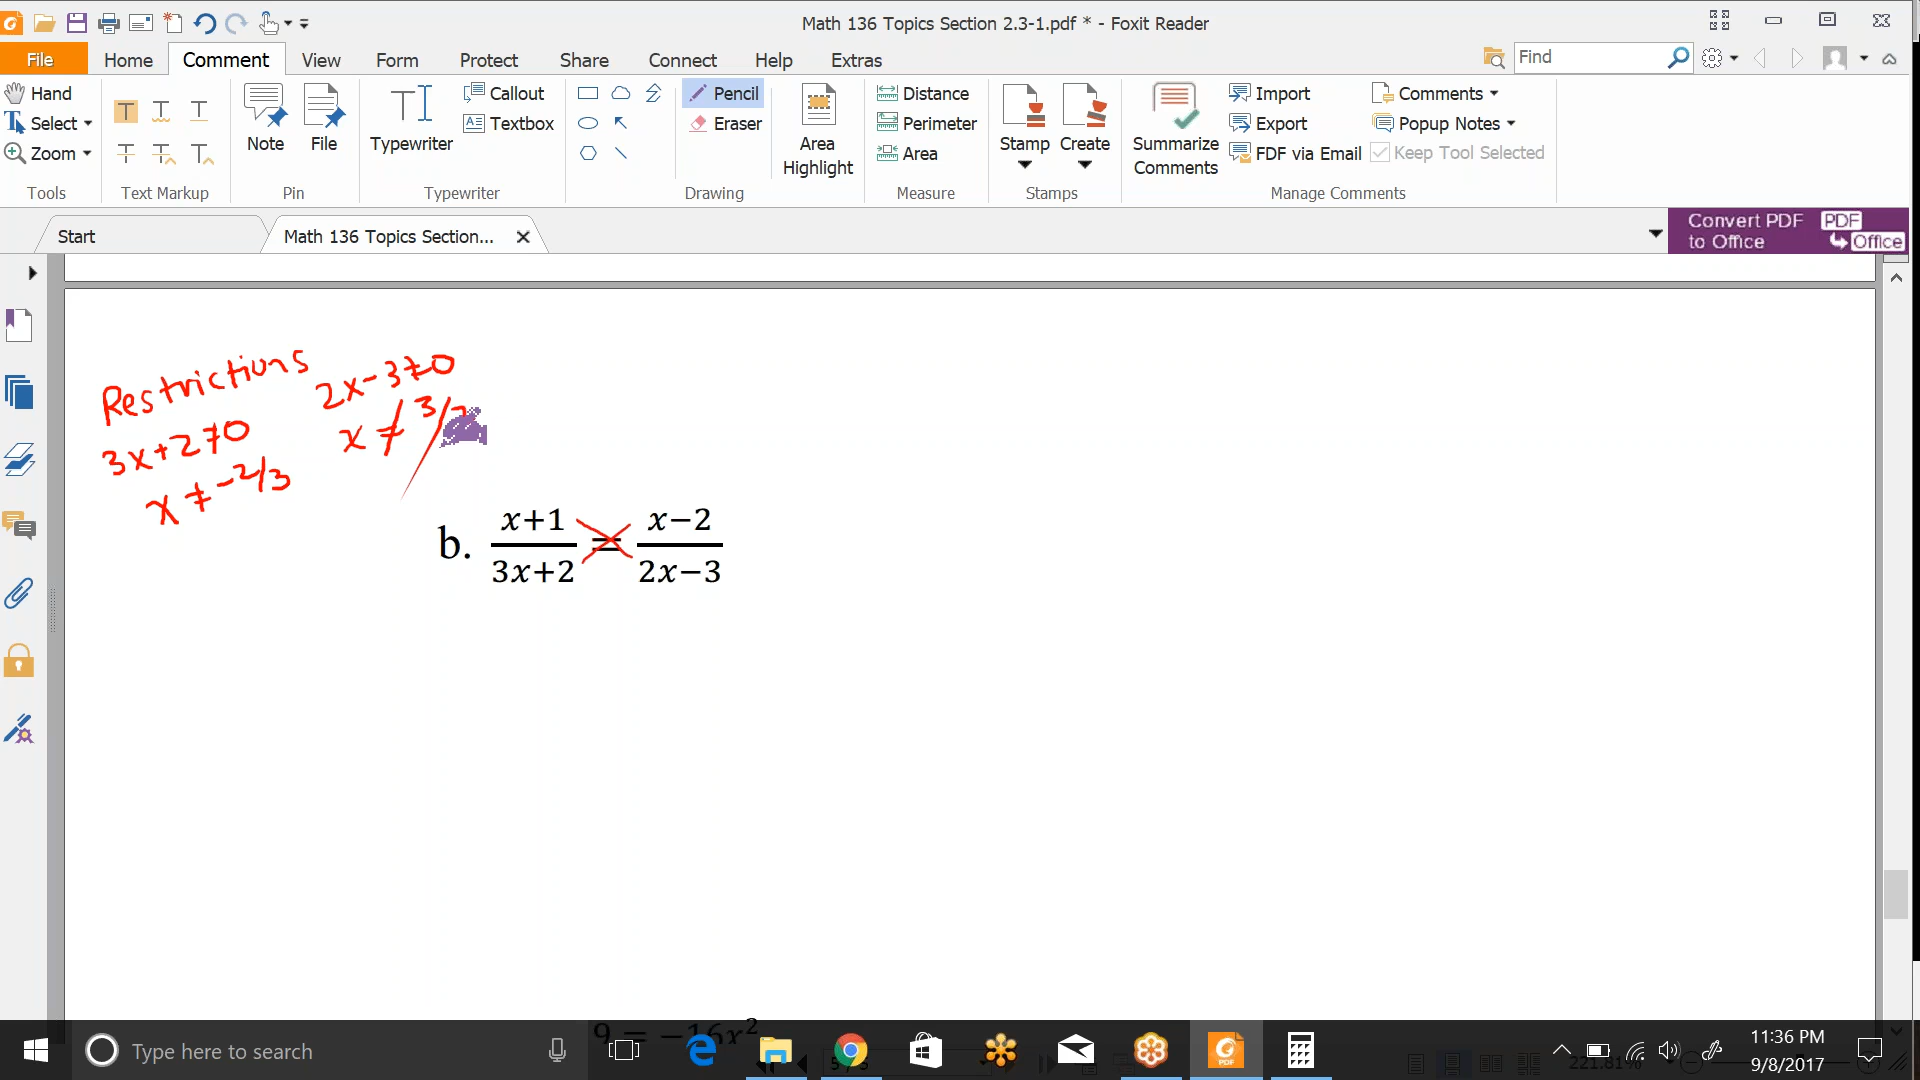 Math 136 Topics Section 2.3-1.pdf * - Foxit Reader
File Home Comment View Form Protect Share Connect Help Extras
Find
Hand
Select
Zoom
Tools
Text Markup
Note
File
Pin
Typewriter
Callout
Textbox
Typewriter
Pencil
Eraser
Drawing
Area
Highlight
Distance
Perimeter
Area
Measure
Stamp
Create
Stamps
Summarize
Comments
Import
Export
FDF via Email
Comments
Popup Notes
Keep Tool Selected
Manage Comments
Start
Math 136 Topics Section...
Convert PDF
to Office
PDF
Office
Restrictions
3x+2≠0
x≠-2/3
2x-3≠0
x≠3/2
b. x+1/3x+2 = x−2/2x−3
9 = −16x²
Type here to search
PDF
221.81%
11:36 PM
9/8/2017